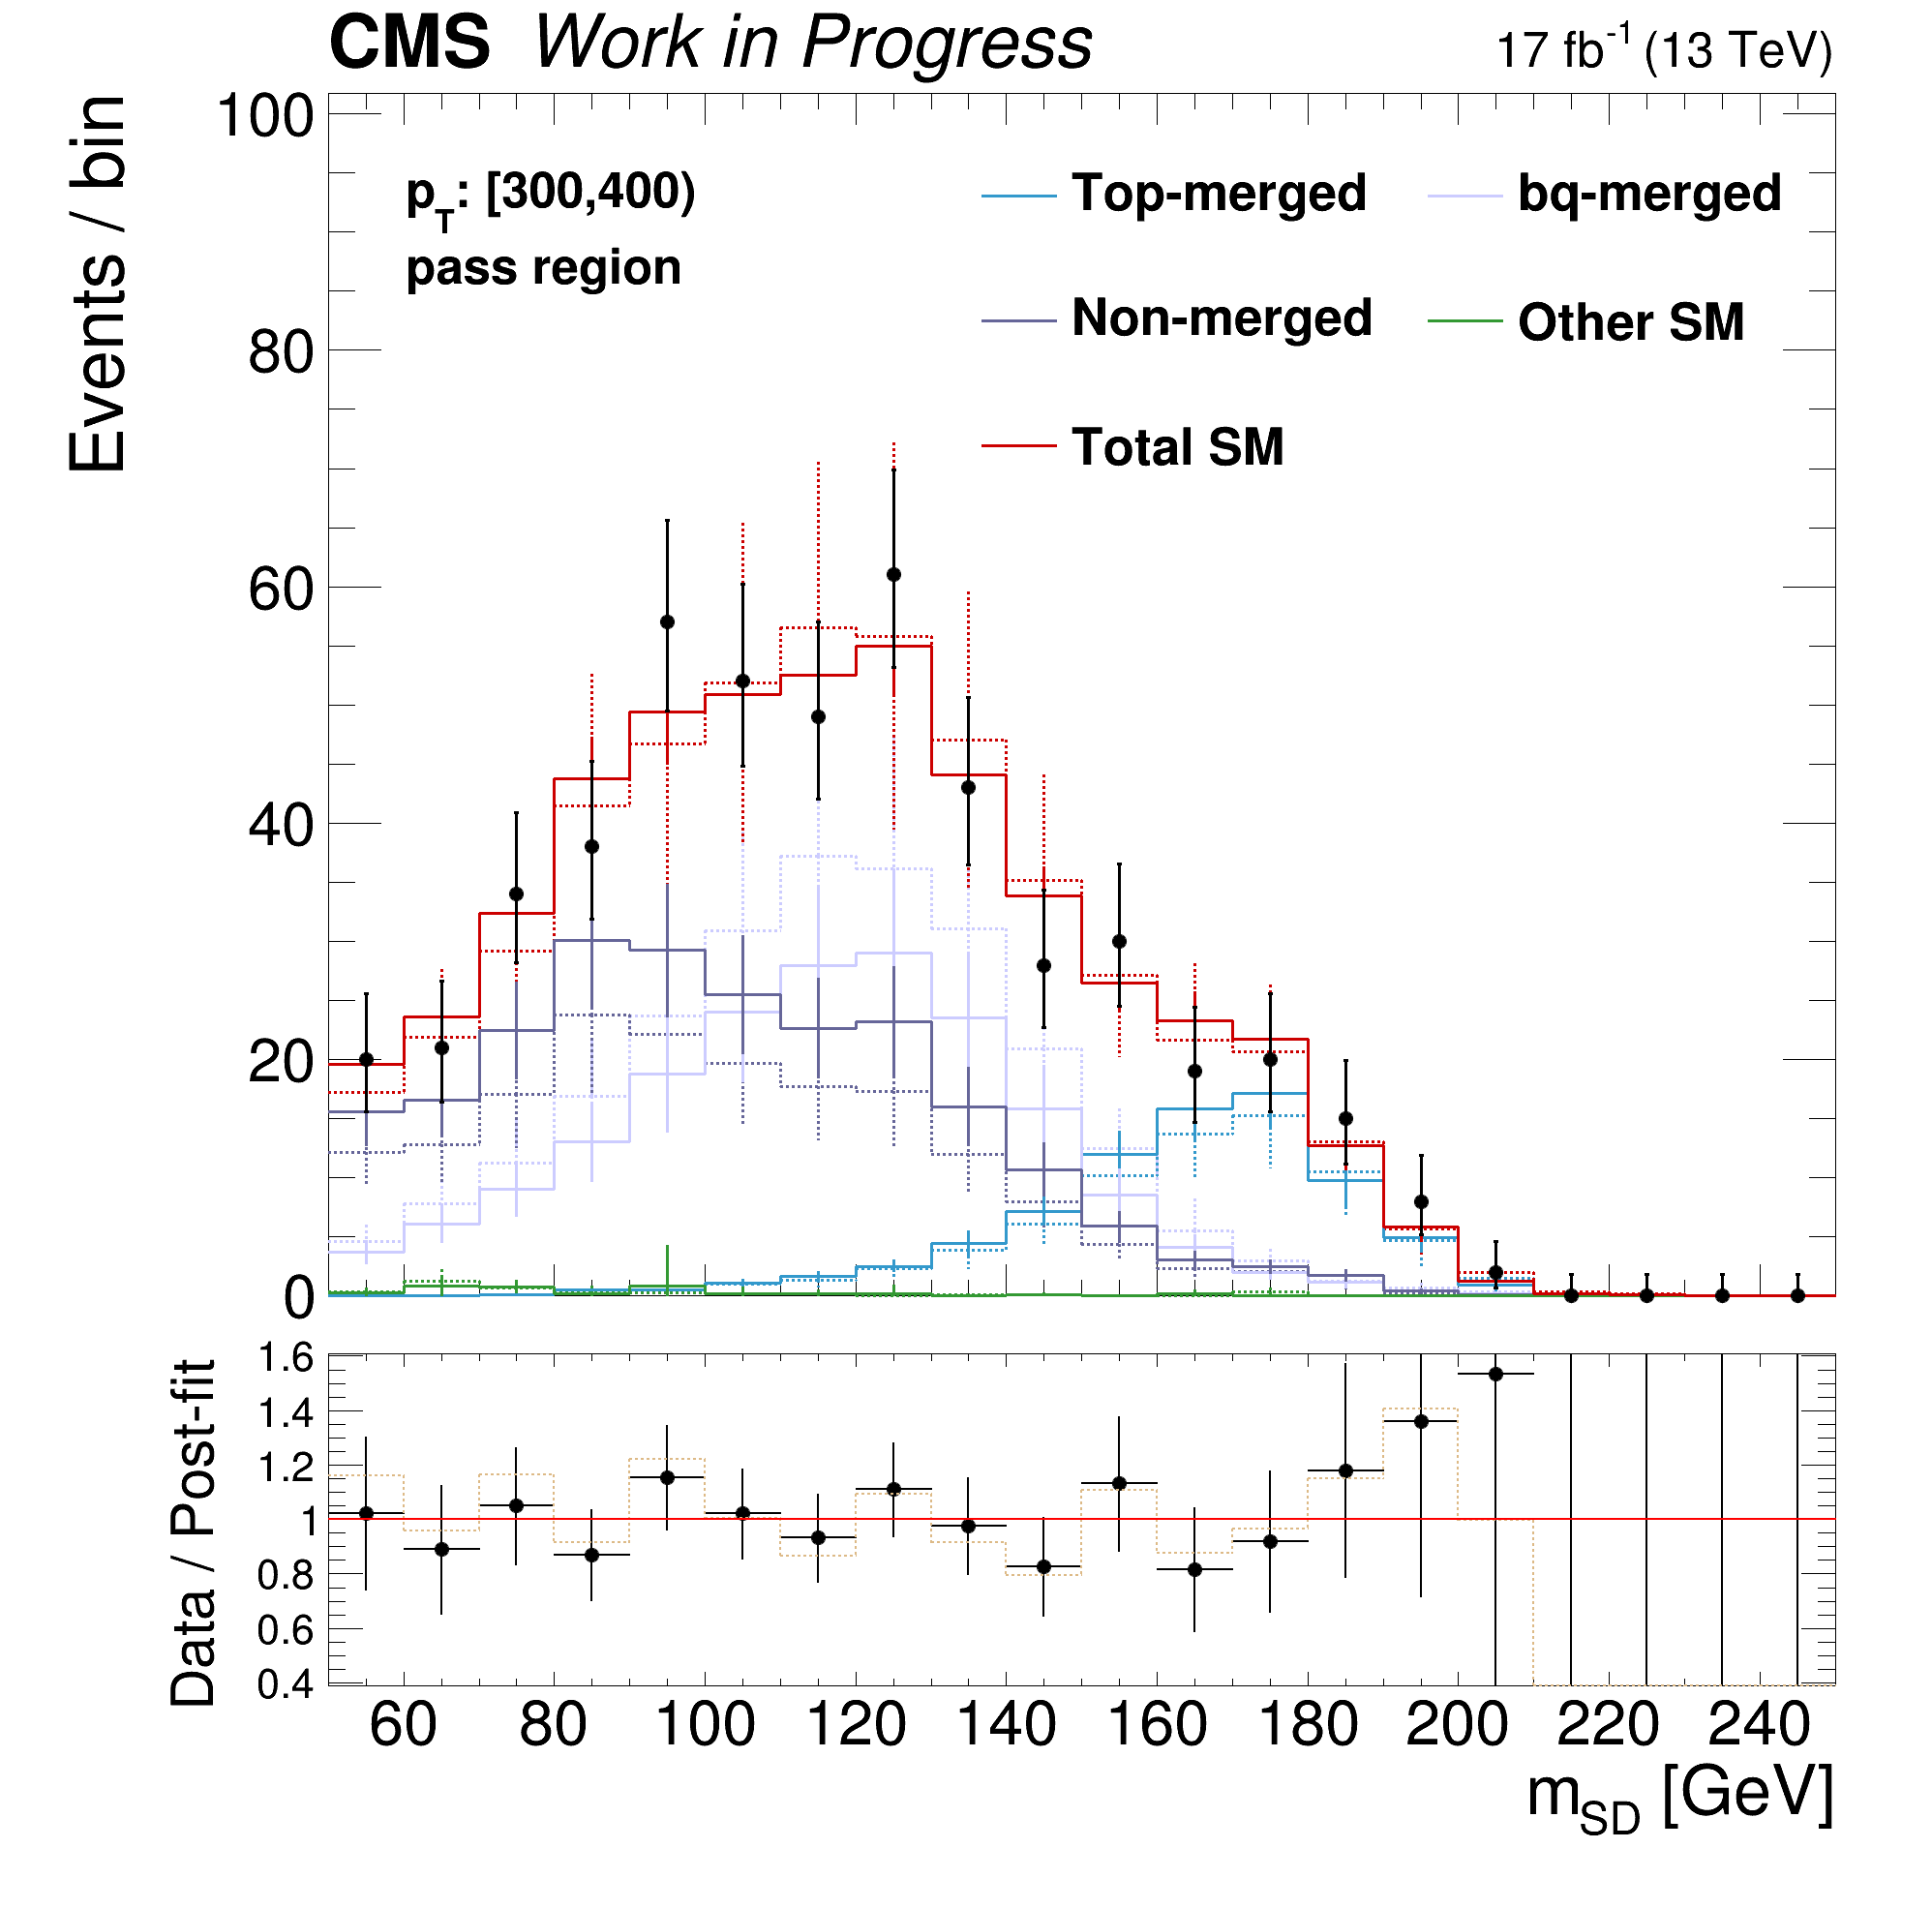 CMS Work in Progress 17 fb-1 (13 TeV)
Events / bin
100
80
60
40
20
0
pT: [300,400)
pass region
Top-merged bq-merged
Non-merged Other SM
Total SM
Data / Post-fit
1.6
1.4
1.2
1
0.8
0.6
0.4
60 80 100 120 140 160 180 200 220 240
mSD [GeV]